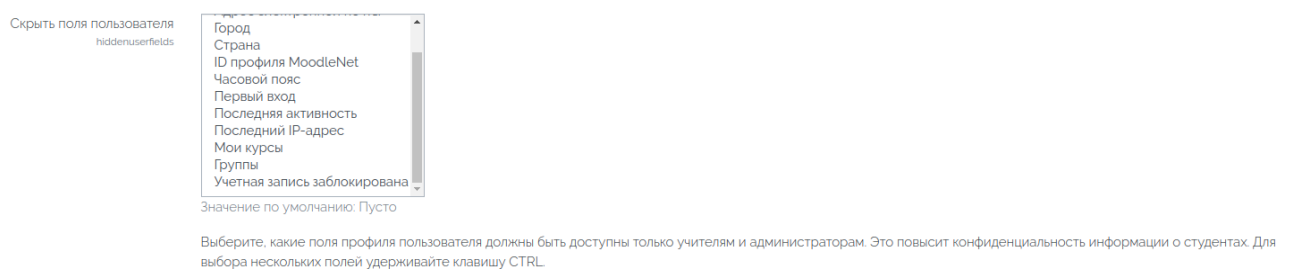 Скрыть поля пользователя
hiddenuserfields
Город
Страна
ID профиля MoodleNet
Часовой пояс
Первый вход
Последняя активность
Последний IP-адрес
Мои курсы
Группы
Учетная запись заблокирована
Значение по умолчанию: Пусто
Выберите, какие поля профиля пользователя должны быть доступны только учителям и администраторам. Это повысит конфиденциальность информации о студентах. Для
выбора нескольких полей удерживайте клавишу CTRL.